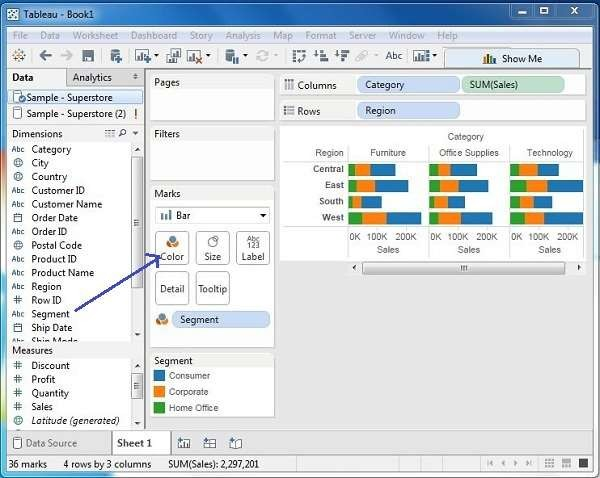 Tableau - Book1
File Data Worksheet Dashboard Story Analysis Map Format Server Window Help
Abc Show Me
Data Analytics
Sample - Superstore
Sample - Superstore (2)
Dimensions
Abc Category
City
Country
Abc Customer ID
Abc Customer Name
Order Date
Abc Order ID
Postal Code
Abc Product ID
Abc Product Name
Abc Region
# Row ID
Abc Segment
Ship Date
Abc Ship Mode
Measures
# Discount
# Profit
# Quantity
# Sales
Latitude (generated)
Pages
Filters
Marks
Bar
Color
Size
Abc
123
Label
Detail
Tooltip
Segment
Segment
Consumer
Corporate
Home Office
Columns Category SUM(Sales)
Rows Region
Category
Region Furniture Office Supplies Technology
Central
East
South
West
0K 100K 200K 0K 100K 200K 0K 100K 200K
Sales Sales Sales
Data Source Sheet 1
36 marks 4 rows by 3 columns SUM(Sales): 2,297,201